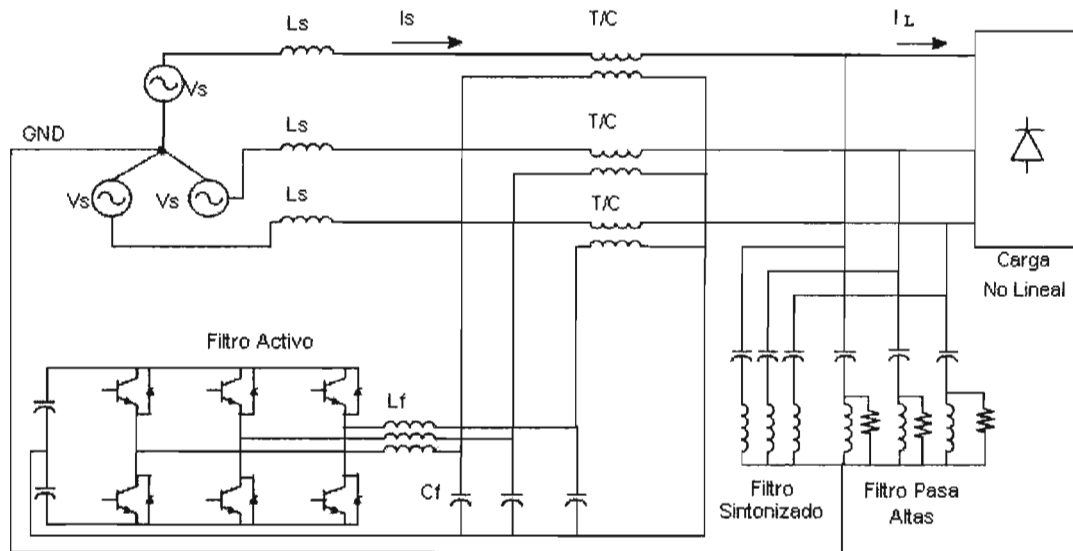 Ls
Is
T/C
I L
Vs
GND
Ls
T/C
Vs
Vs
Ls
T/C
Carga
No Lineal
Filtro Activo
Lf
Cf
Filtro
Sintonizado
Filtro Pasa
Altas